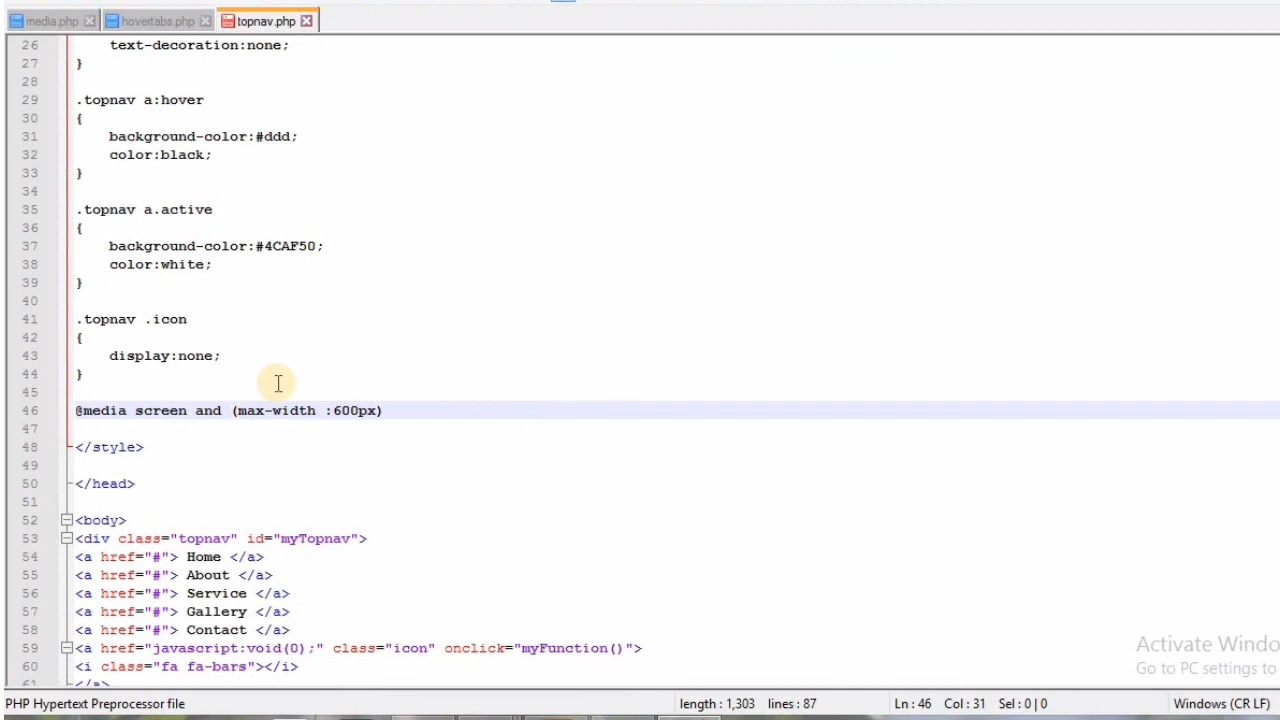 media.php hovertabs.php topnav.php
26 text-decoration:none;
27 }
28
29 .topnav a:hover
30 {
31 background-color:#ddd;
32 color:black;
33 }
34
35 .topnav a.active
36 {
37 background-color:#4CAF50;
38 color:white;
39 }
40
41 .topnav .icon
42 {
43 display:none;
44 }
45
46 @media screen and (max-width :600px)
47
48 </style>
49
50 </head>
51
52 <body>
53 <div class="topnav" id="myTopnav">
54 <a href="#"> Home </a>
55 <a href="#"> About </a>
56 <a href="#"> Service </a>
57 <a href="#"> Gallery </a>
58 <a href="#"> Contact </a>
59 <a href="javascript:void(0);" class="icon" onclick="myFunction()">
60 <i class="fa fa-bars"></i>
61 </a>
Activate Windo
Go to PC settings to
PHP Hypertext Preprocessor file length : 1,303 lines : 87 Ln : 46 Col : 31 Sel : 0 | 0 Windows (CR LF)